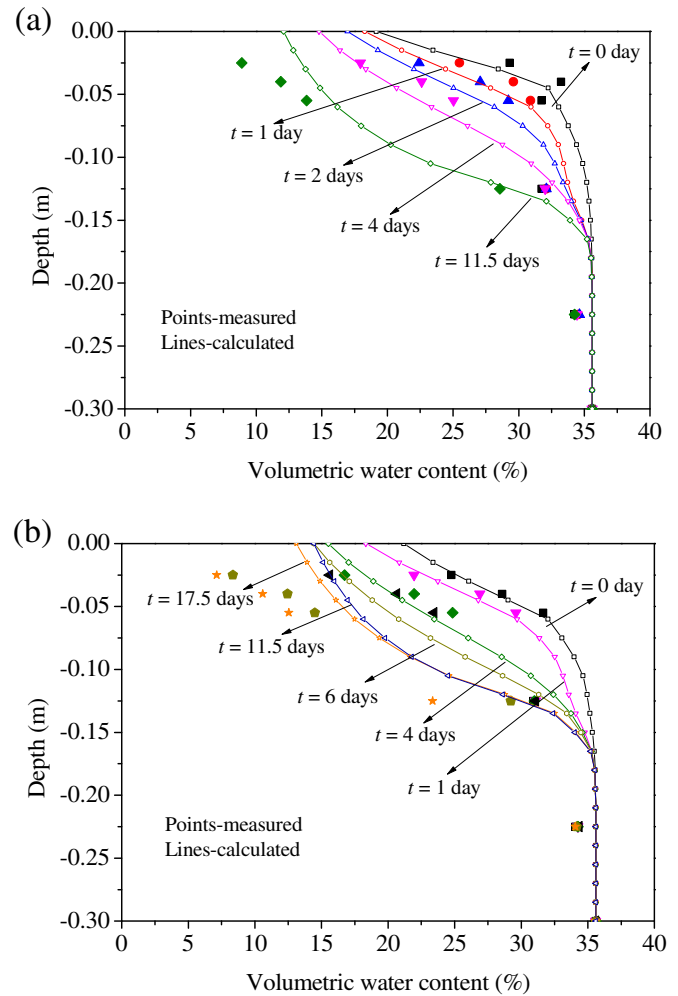 (a)
0.00
-0.05
-0.10
-0.15
-0.20
-0.25
-0.30
Depth (m)
t = 0 day
t = 1 day
t = 2 days
t = 4 days
t = 11.5 days
Points-measured
Lines-calculated
0 5 10 15 20 25 30 35 40
Volumetric water content (%)
(b)
0.00
-0.05
-0.10
-0.15
-0.20
-0.25
-0.30
Depth (m)
t = 0 day
t = 17.5 days
t = 11.5 days
t = 6 days
t = 4 days
t = 1 day
Points-measured
Lines-calculated
0 5 10 15 20 25 30 35 40
Volumetric water content (%)